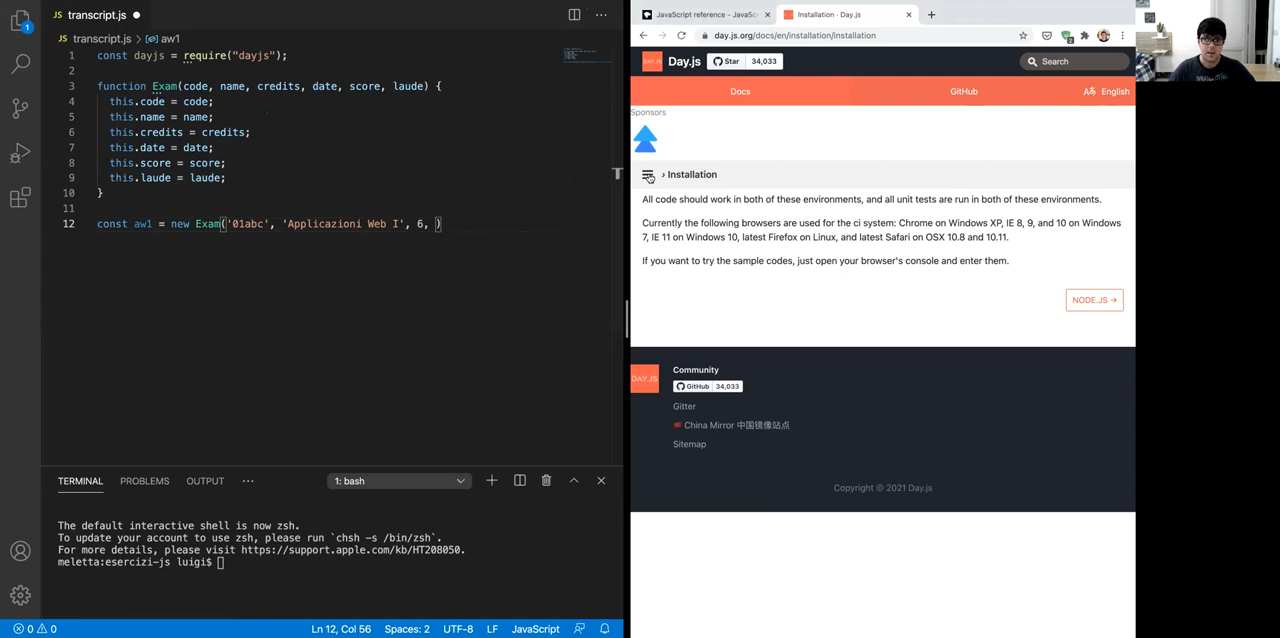 transcript.js
JavaScript reference - JavaSc
Installation · Day.js
day.js.org/docs/en/installation/installation
1
2
transcript.js > aw1
1 const dayjs = require("dayjs");
2
3 function Exam(code, name, credits, date, score, laude) {
4 this.code = code;
5 this.name = name;
6 this.credits = credits;
7 this.date = date;
8 this.score = score;
9 this.laude = laude;
10 }
11
12 const aw1 = new Exam('01abc', 'Applicazioni Web I', 6, )
TERMINAL PROBLEMS OUTPUT ··· 1: bash
The default interactive shell is now zsh.
To update your account to use zsh, please run `chsh -s /bin/zsh`.
For more details, please visit https://support.apple.com/kb/HT208050.
meletta:esercizi-js luigi$
0 0 Ln 12, Col 56 Spaces: 2 UTF-8 LF JavaScript
DAY.JS Day.js Star 34,033 Search
Docs GitHub English
Sponsors
› Installation
All code should work in both of these environments, and all unit tests are run in both of these environments.
Currently the following browsers are used for the ci system: Chrome on Windows XP, IE 8, 9, and 10 on Windows
7, IE 11 on Windows 10, latest Firefox on Linux, and latest Safari on OSX 10.8 and 10.11.
If you want to try the sample codes, just open your browser's console and enter them.
NODE.JS →
DAY.JS
Community
GitHub 34,033
Gitter
China Mirror 中国镜像站点
Sitemap
Copyright © 2021 Day.js